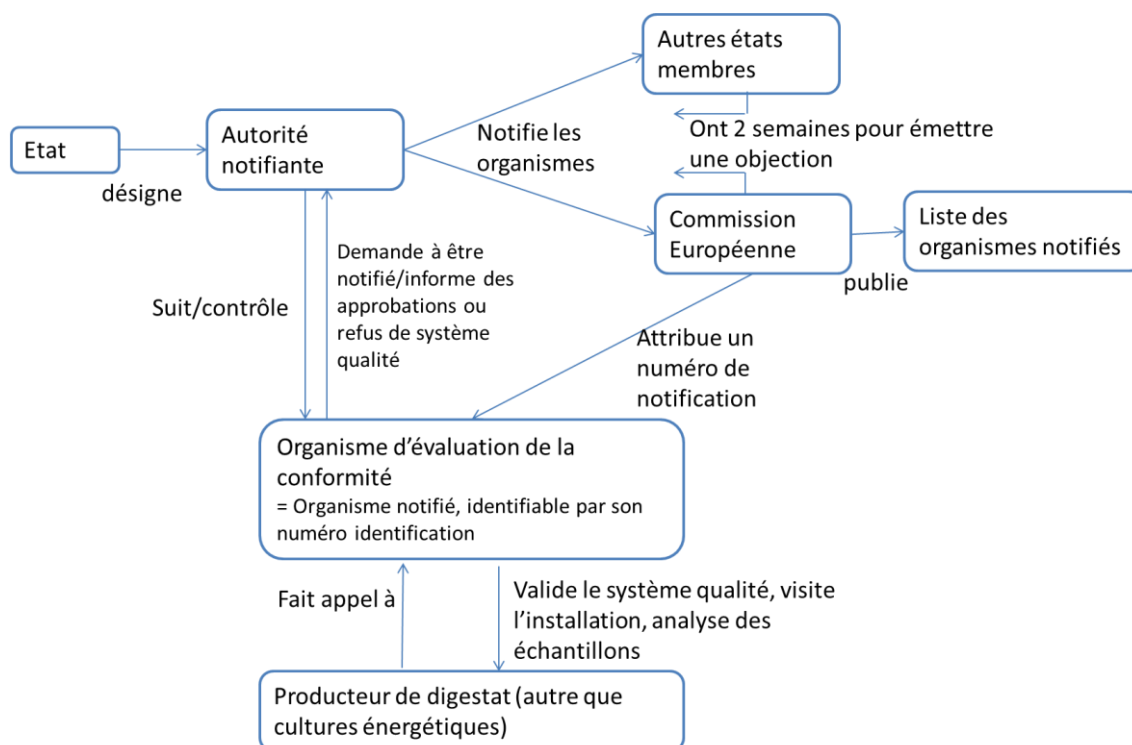 Autres états
membres
Etat
Autorité
notifiante
Notifie les
organismes
Ont 2 semaines pour émettre
une objection
désigne
Commission
Européenne
Liste des
organismes notifiés
publie
Suit/contrôle
Demande à être
notifié/informe des
approbations ou
refus de système
qualité
Attribue un
numéro de
notification
Organisme d’évaluation de la
conformité
= Organisme notifié, identifiable par son
numéro identification
Fait appel à
Valide le système qualité, visite
l’installation, analyse des
échantillons
Producteur de digestat (autre que
cultures énergétiques)